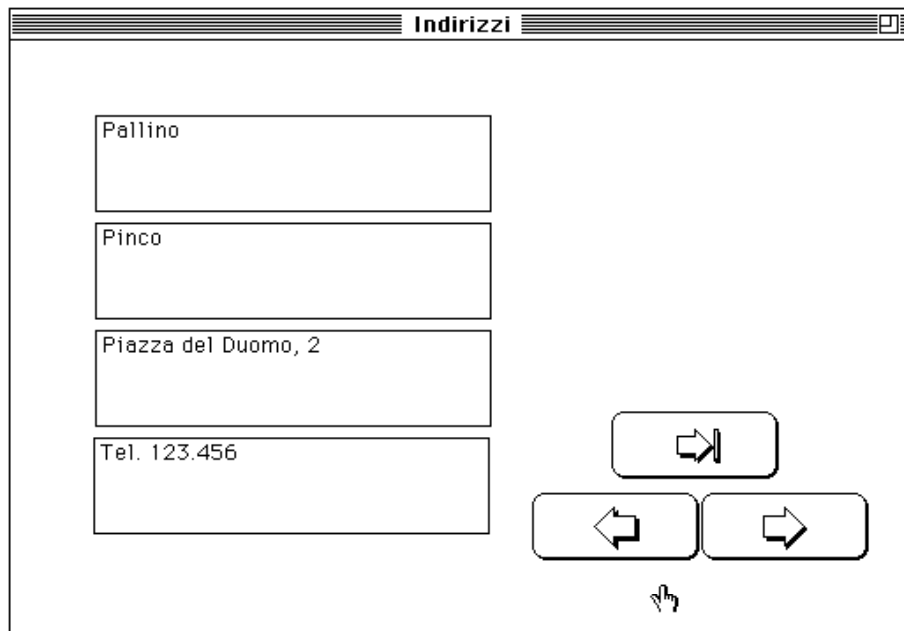 Indirizzi
Pallino
Pinco
Piazza del Duomo, 2
Tel. 123.456